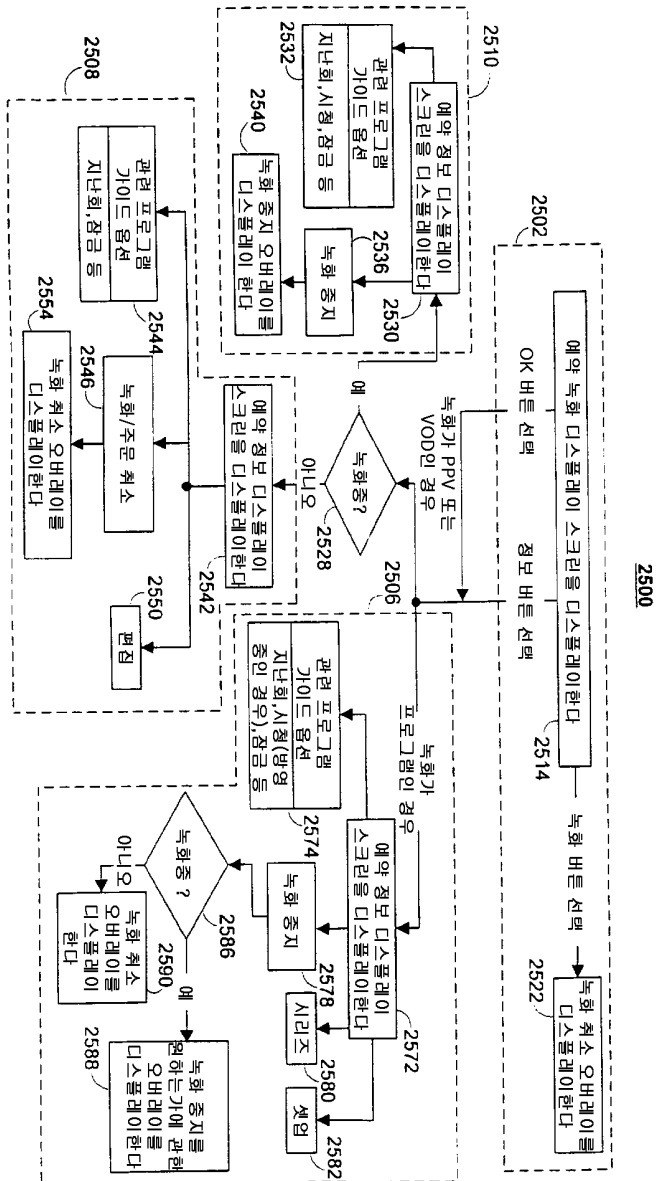 2500
2502
예약 녹화 디스플레이 스크린을 디스플레이한다
2514
녹화 버튼 선택
녹화 취소 오버레이를
디스플레이한다
2522
OK 버튼 선택
정보 버튼 선택
녹화가 PPV 또는
VOD인 경우
녹화가
프로그램인 경우
2510
예약 정보 디스플레이
스크린을 디스플레이한다
2530
관련 프로그램
가이드 옵션
지난회,시청,잠금 등
2532
녹화 중지
2536
녹화 중지 오버레이를
디스플레이 한다
2540
예
녹화중?
2528
아니오
2508
예약 정보 디스플레이
스크린을 디스플레이한다
2542
관련 프로그램
가이드 옵션
지난회,잠금 등
2544
녹화/주문 취소
2546
녹화 취소 오버레이를
디스플레이한다
2554
편집
2550
2506
예약 정보 디스플레이
스크린을 디스플레이한다
2572
관련 프로그램
가이드 옵션
지난회,시청(방영
중인 경우),잠금 등
2574
녹화 중지
2578
시리즈
2580
셋업
2582
녹화중 ?
2586
아니오
예
녹화 취소
오버레이를
디스플레이
한다
2590
녹화 중지를
원하는가에 관한
오버레이를
디스플레이한다
2588